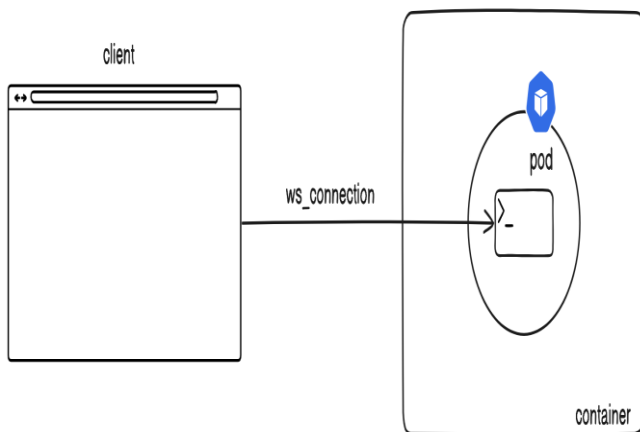 client
ws_connection
pod
>_
container